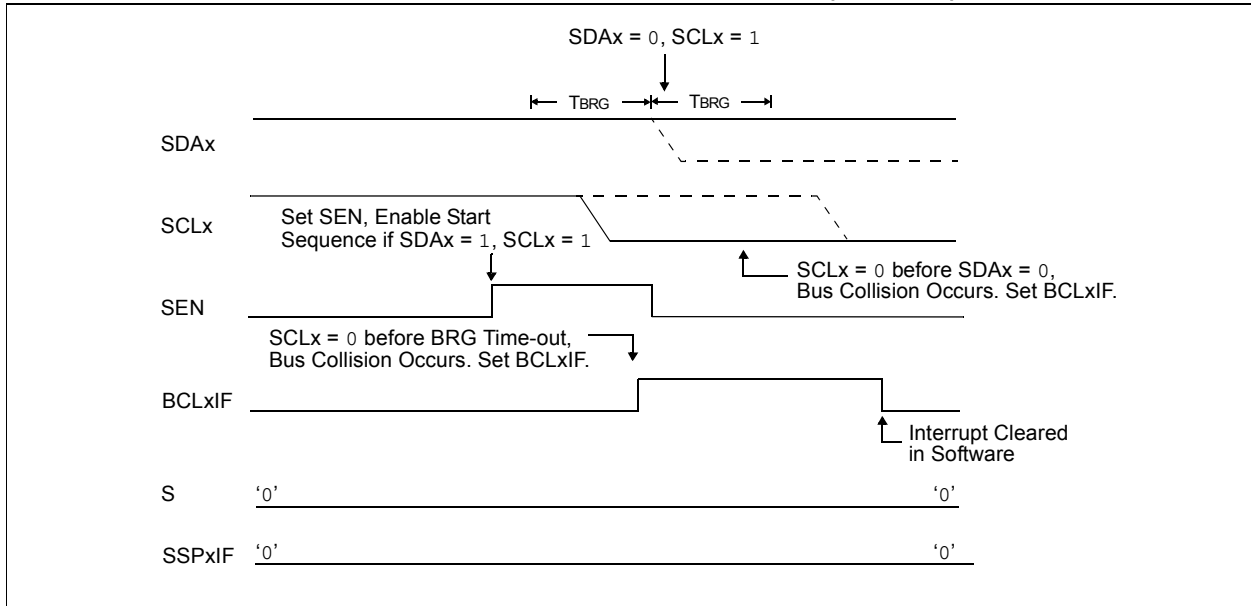 SDAx = 0, SCLx = 1
TBRG
TBRG
SDAx
SCLx
Set SEN, Enable Start
Sequence if SDAx = 1, SCLx = 1
SCLx = 0 before SDAx = 0,
Bus Collision Occurs. Set BCLxIF.
SEN
SCLx = 0 before BRG Time-out,
Bus Collision Occurs. Set BCLxIF.
BCLxIF
Interrupt Cleared
in Software
S
‘0’
‘0’
SSPxIF
‘0’
‘0’